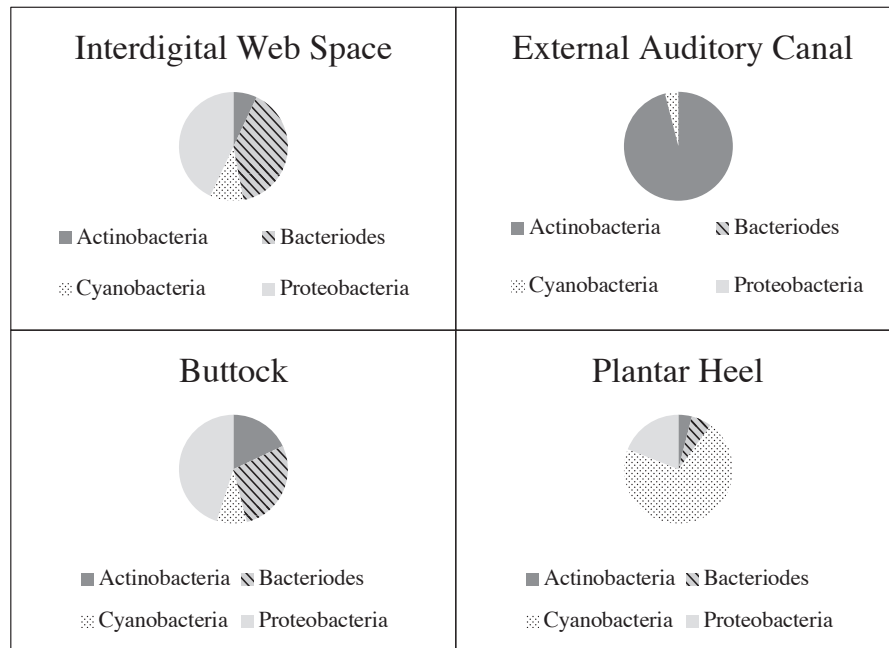 Interdigital Web Space
Actinobacteria Bacteriodes
Cyanobacteria Proteobacteria
External Auditory Canal
Actinobacteria Bacteriodes
Cyanobacteria Proteobacteria
Buttock
Actinobacteria Bacteriodes
Cyanobacteria Proteobacteria
Plantar Heel
Actinobacteria Bacteriodes
Cyanobacteria Proteobacteria